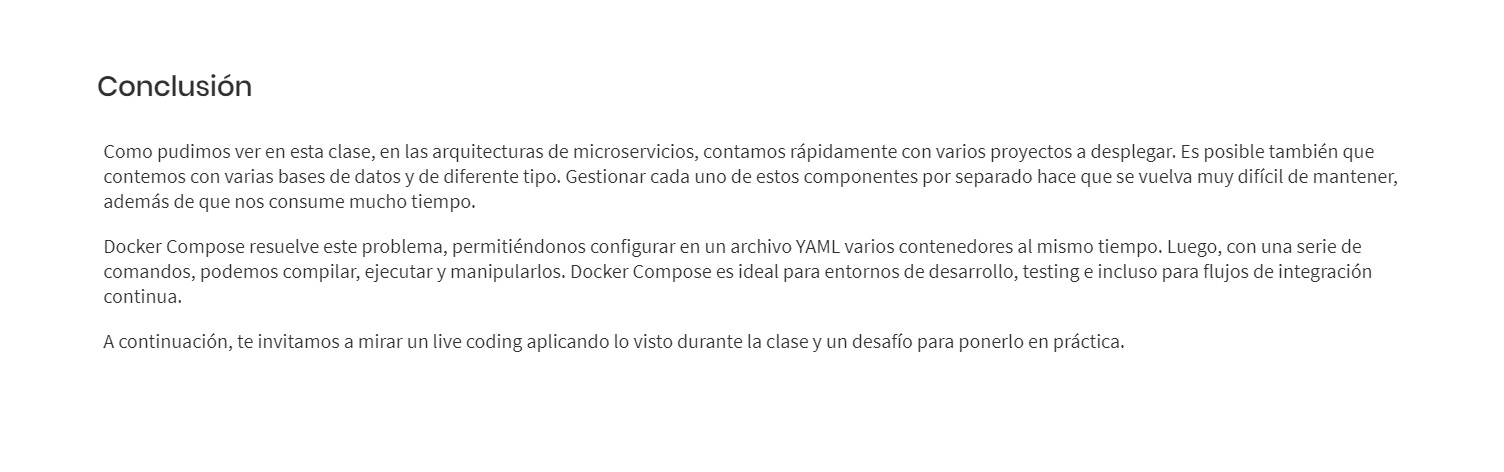 Conclusión
Como pudimos ver en esta clase, en las arquitecturas de microservicios, contamos rápidamente con varios proyectos a desplegar. Es posible también que
contemos con varias bases de datos y de diferente tipo. Gestionar cada uno de estos componentes por separado hace que se vuelva muy difícil de mantener,
además de que nos consume mucho tiempo.
Docker Compose resuelve este problema, permitiéndonos configurar en un archivo YAML varios contenedores al mismo tiempo. Luego, con una serie de
comandos, podemos compilar, ejecutar y manipularlos. Docker Compose es ideal para entornos de desarrollo, testing e incluso para flujos de integración
continua.
A continuación, te invitamos a mirar un live coding aplicando lo visto durante la clase y un desafío para ponerlo en práctica.